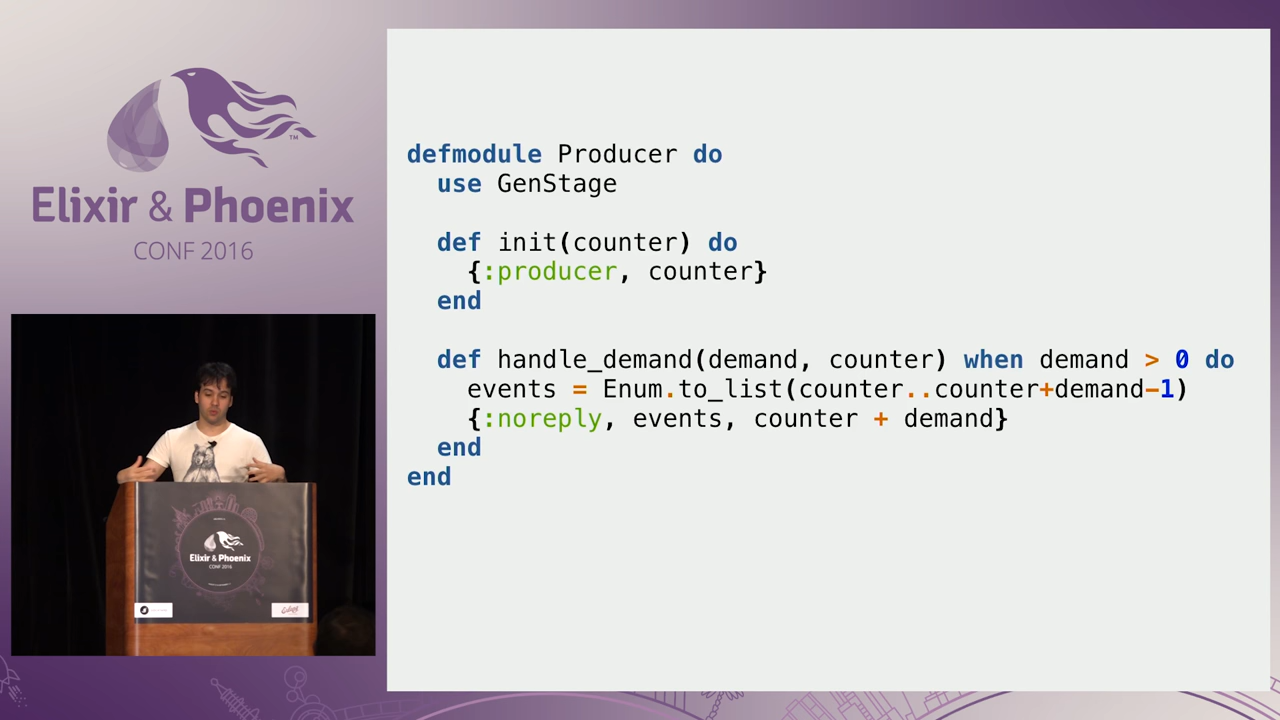 Elixir & Phoenix
™
CONF 2016
defmodule Producer do
  use GenStage

  def init(counter) do
    {:producer, counter}
  end

  def handle_demand(demand, counter) when demand > 0 do
    events = Enum.to_list(counter..counter+demand-1)
    {:noreply, events, counter + demand}
  end
end
Elixir & Phoenix
CONF 2016